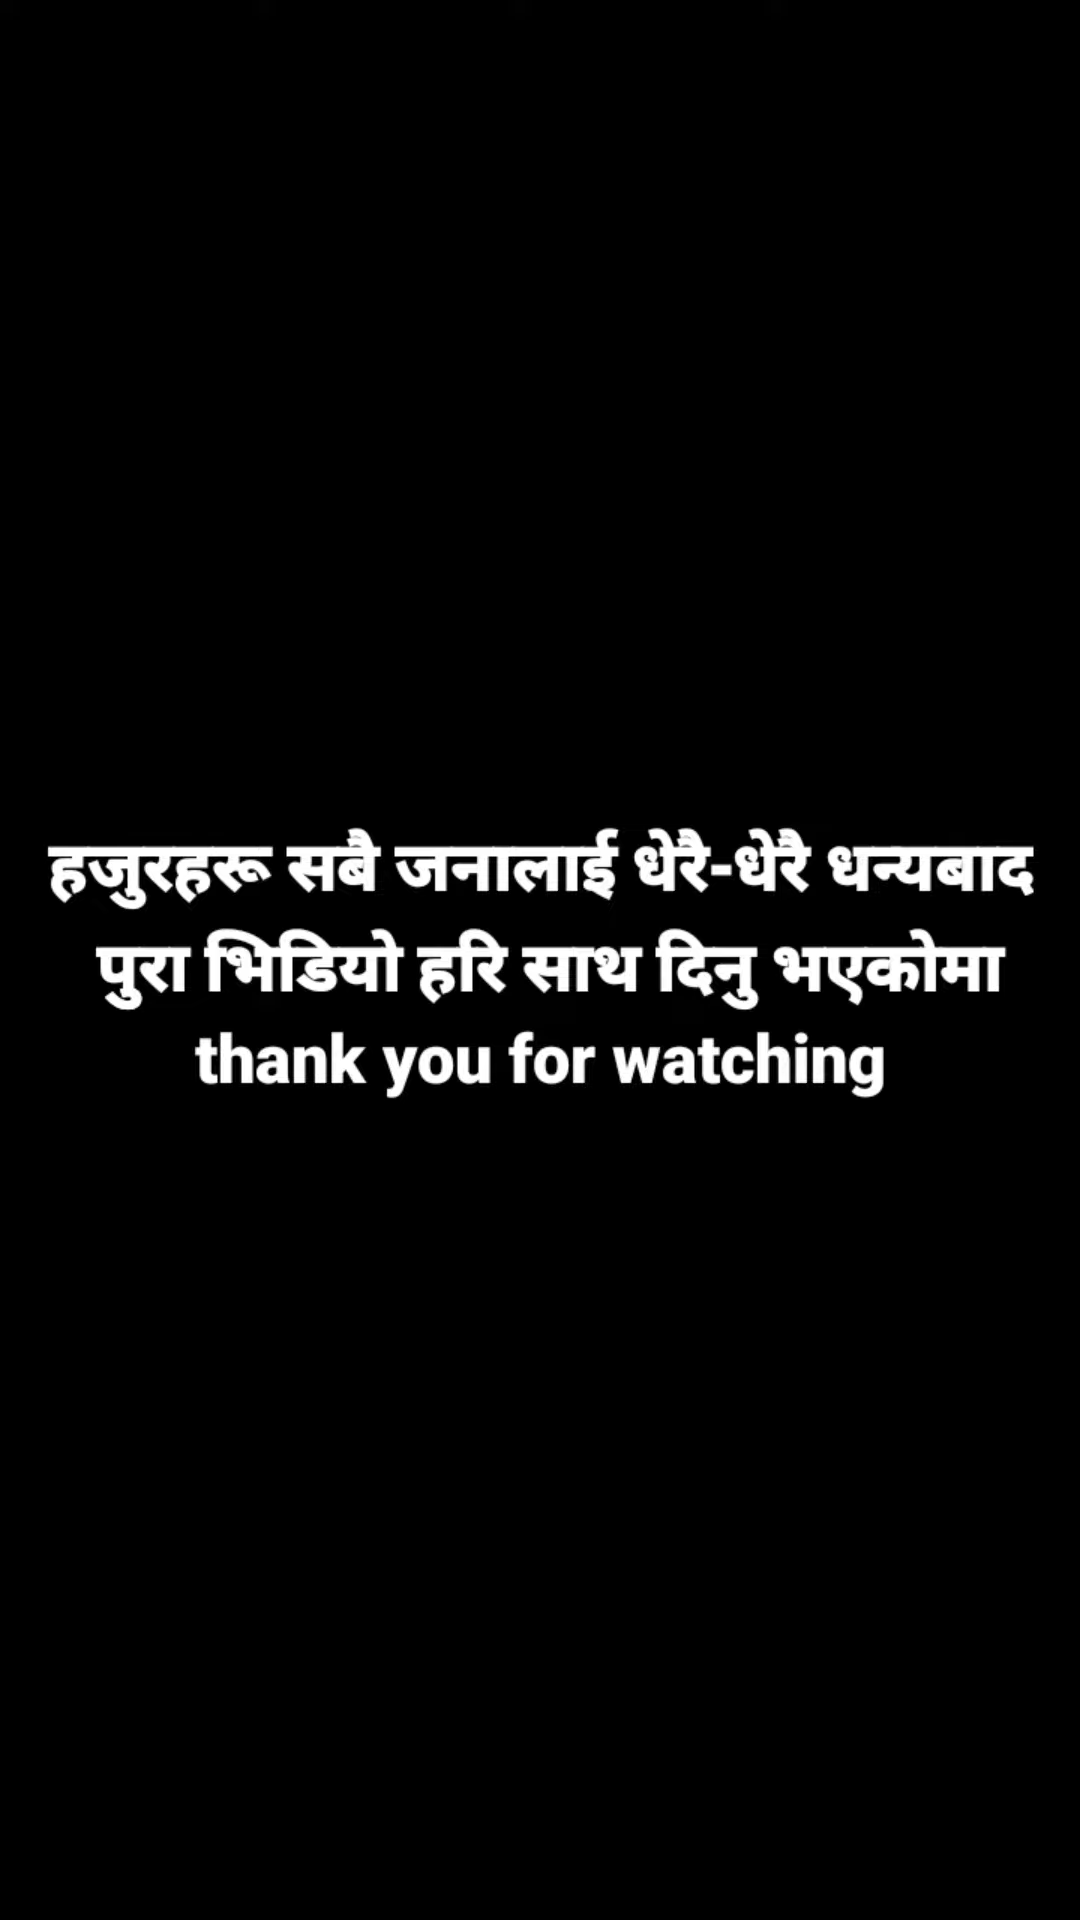 हजुरहरू सबै जनालाई धेरै-धेरै धन्यबाद
पुरा भिडियो हरि साथ दिनु भएकोमा
thank you for watching